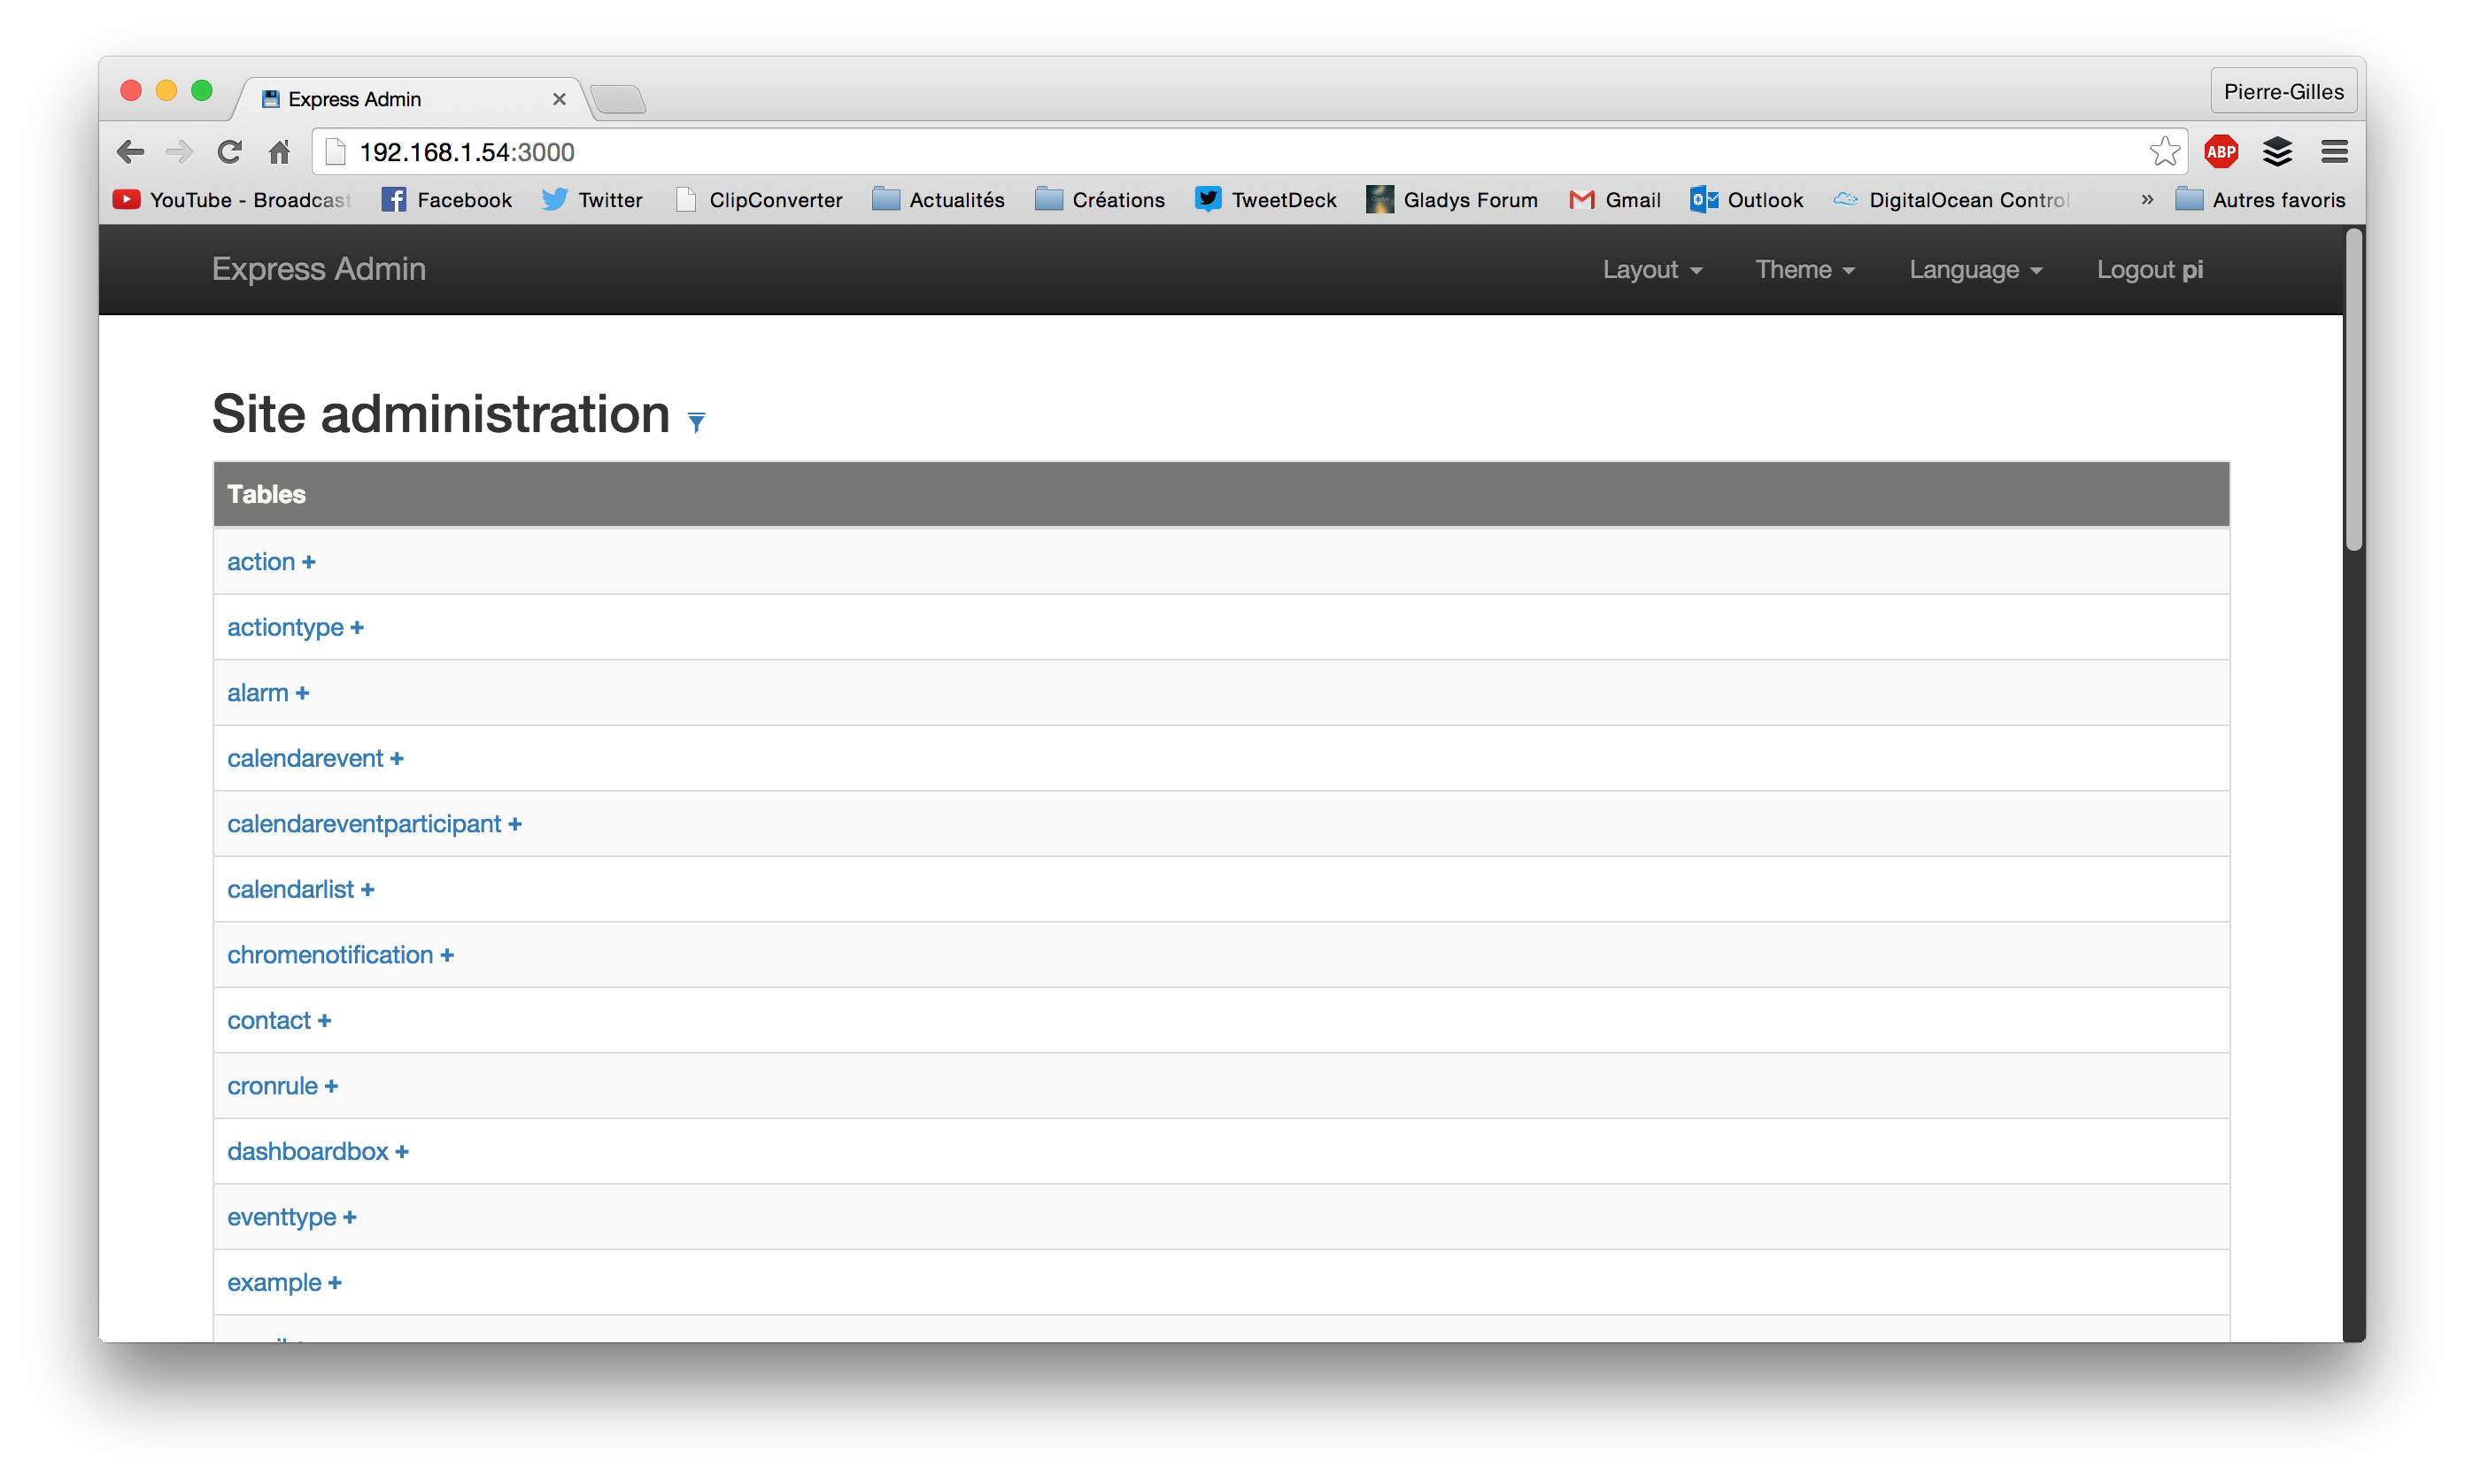 Express Admin
Pierre-Gilles
192.168.1.54:3000
ABP
YouTube - Broadcast Facebook Twitter ClipConverter Actualités Créations TweetDeck Gladys Forum Gmail Outlook DigitalOcean Control » Autres favoris
Express Admin Layout Theme Language Logout pi
Site administration
Tables
action +
actiontype +
alarm +
calendarevent +
calendareventparticipant +
calendarlist +
chromenotification +
contact +
cronrule +
dashboardbox +
eventtype +
example +